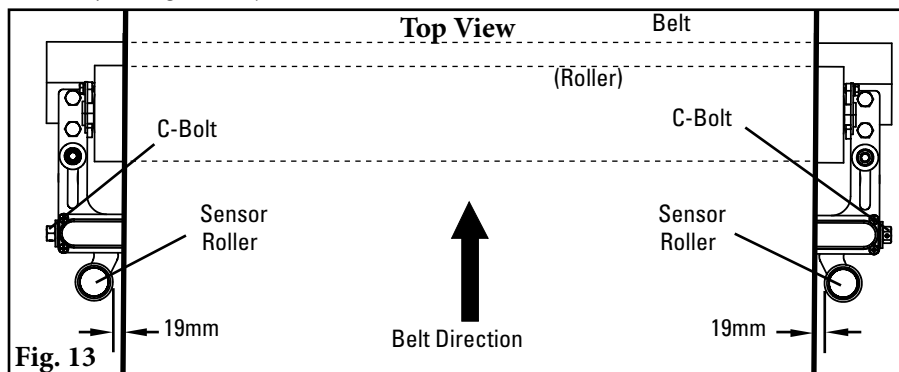 Top View
Belt
(Roller)
C-Bolt
C-Bolt
Sensor
Roller
Sensor
Roller
19mm
Belt Direction
19mm
Fig. 13